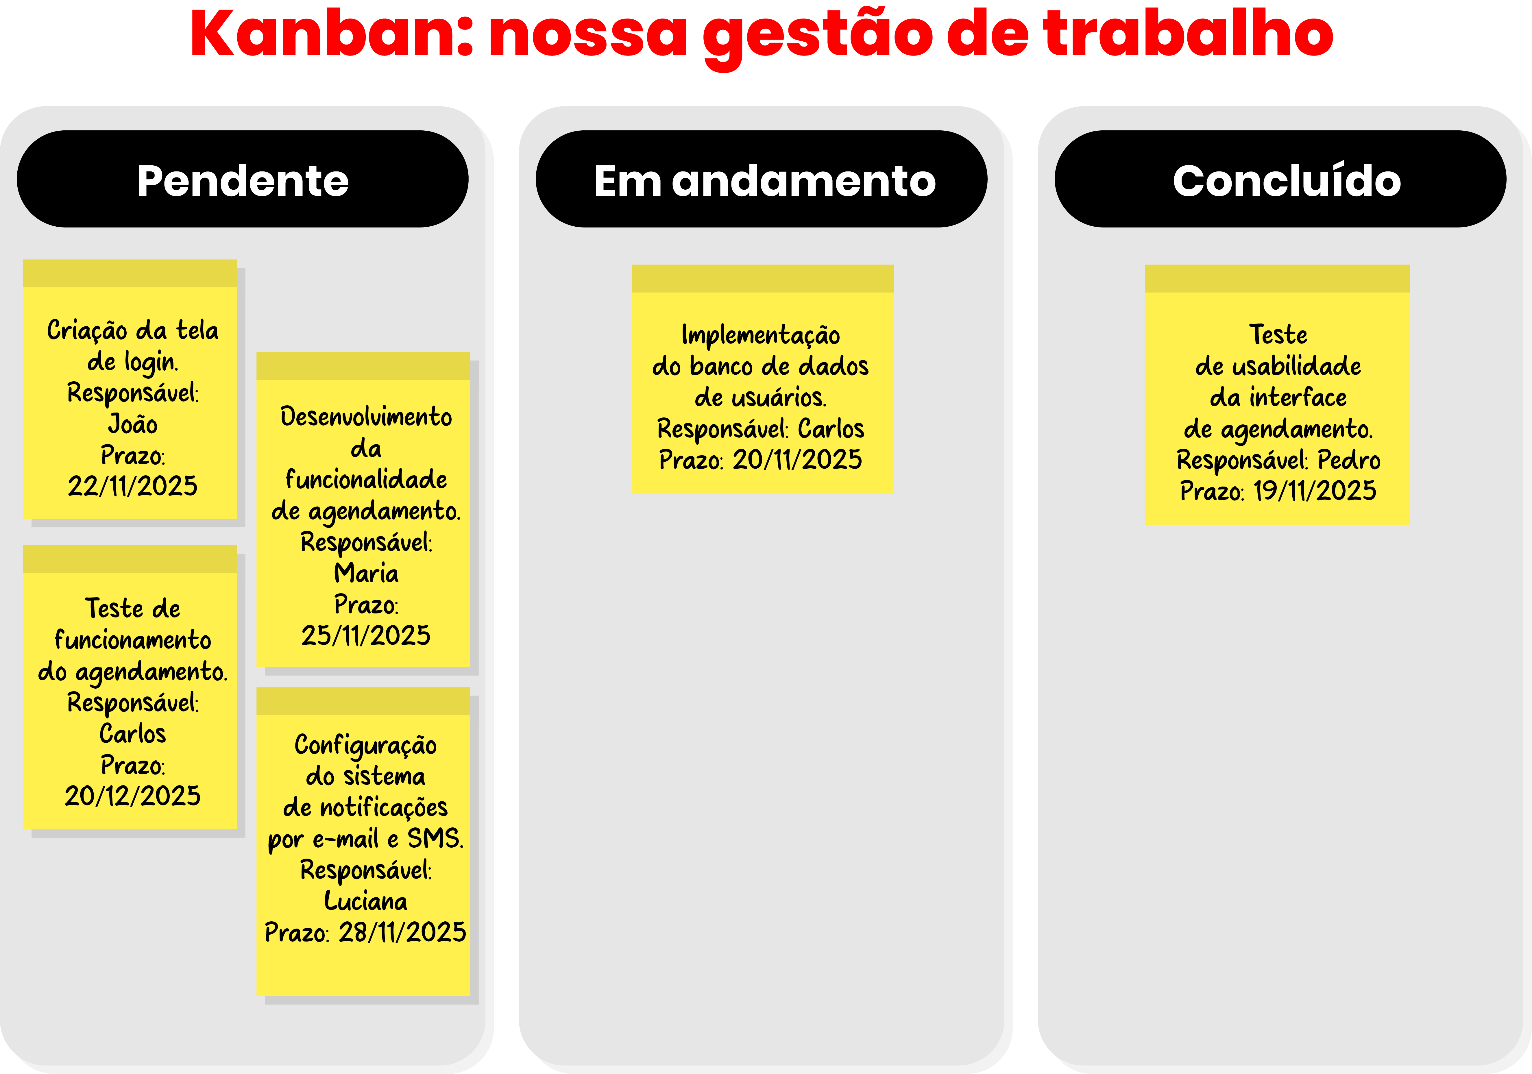 Kanban: nossa gestão de trabalho
Pendente
Criação da tela
de login.
Responsável:
João
Prazo:
22/11/2025
Desenvolvimento
da
funcionalidade
de agendamento.
Responsável:
Maria
Prazo:
25/11/2025
Teste de
funcionamento
do agendamento.
Responsável:
Carlos
Prazo:
20/12/2025
Configuração
do sistema
de notificações
por e-mail e SMS.
Responsável:
Luciana
Prazo: 28/11/2025
Em andamento
Implementação
do banco de dados
de usuários.
Responsável: Carlos
Prazo: 20/11/2025
Concluído
Teste
de usabilidade
da interface
de agendamento.
Responsável: Pedro
Prazo: 19/11/2025